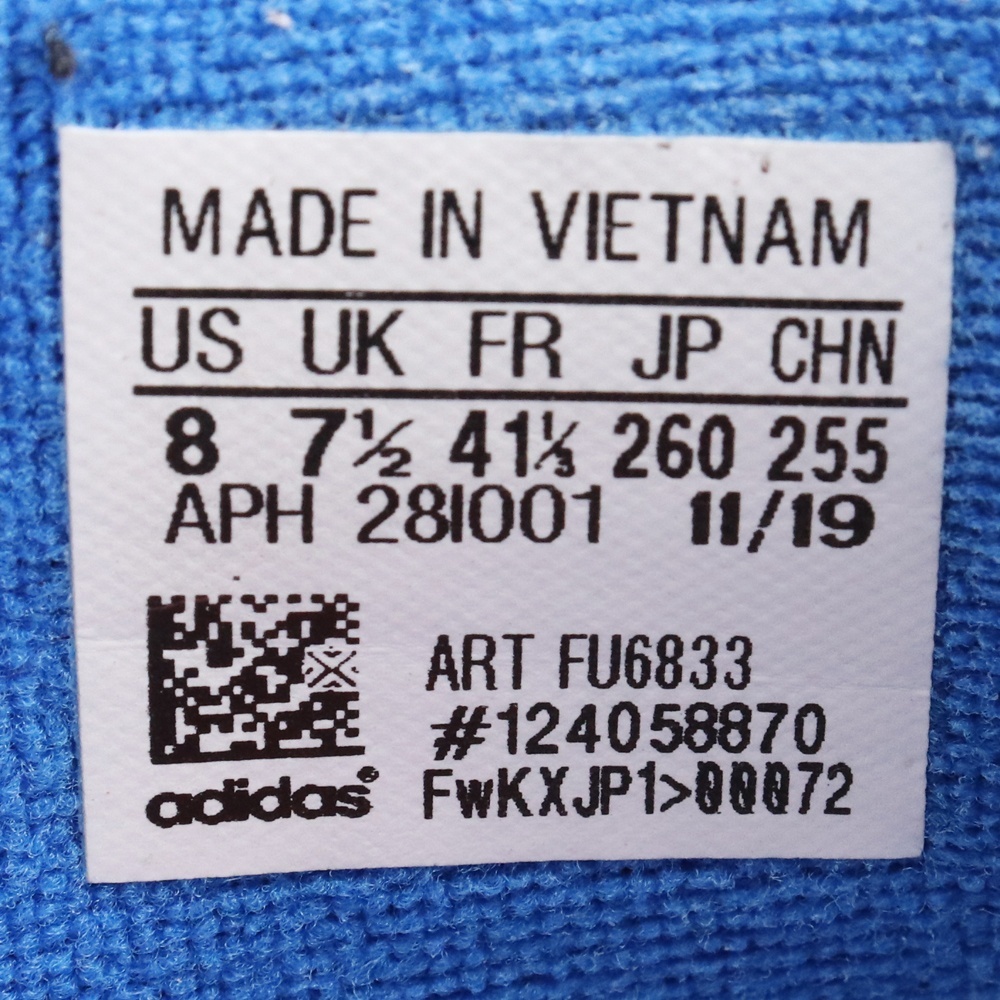 MADE IN VIETNAM
US UK FR JP CHN
8 7½ 41⅓ 260 255
APH 28I001 11/19
ART FU6833
#124058870
FwKXJP1>00072
adidas®